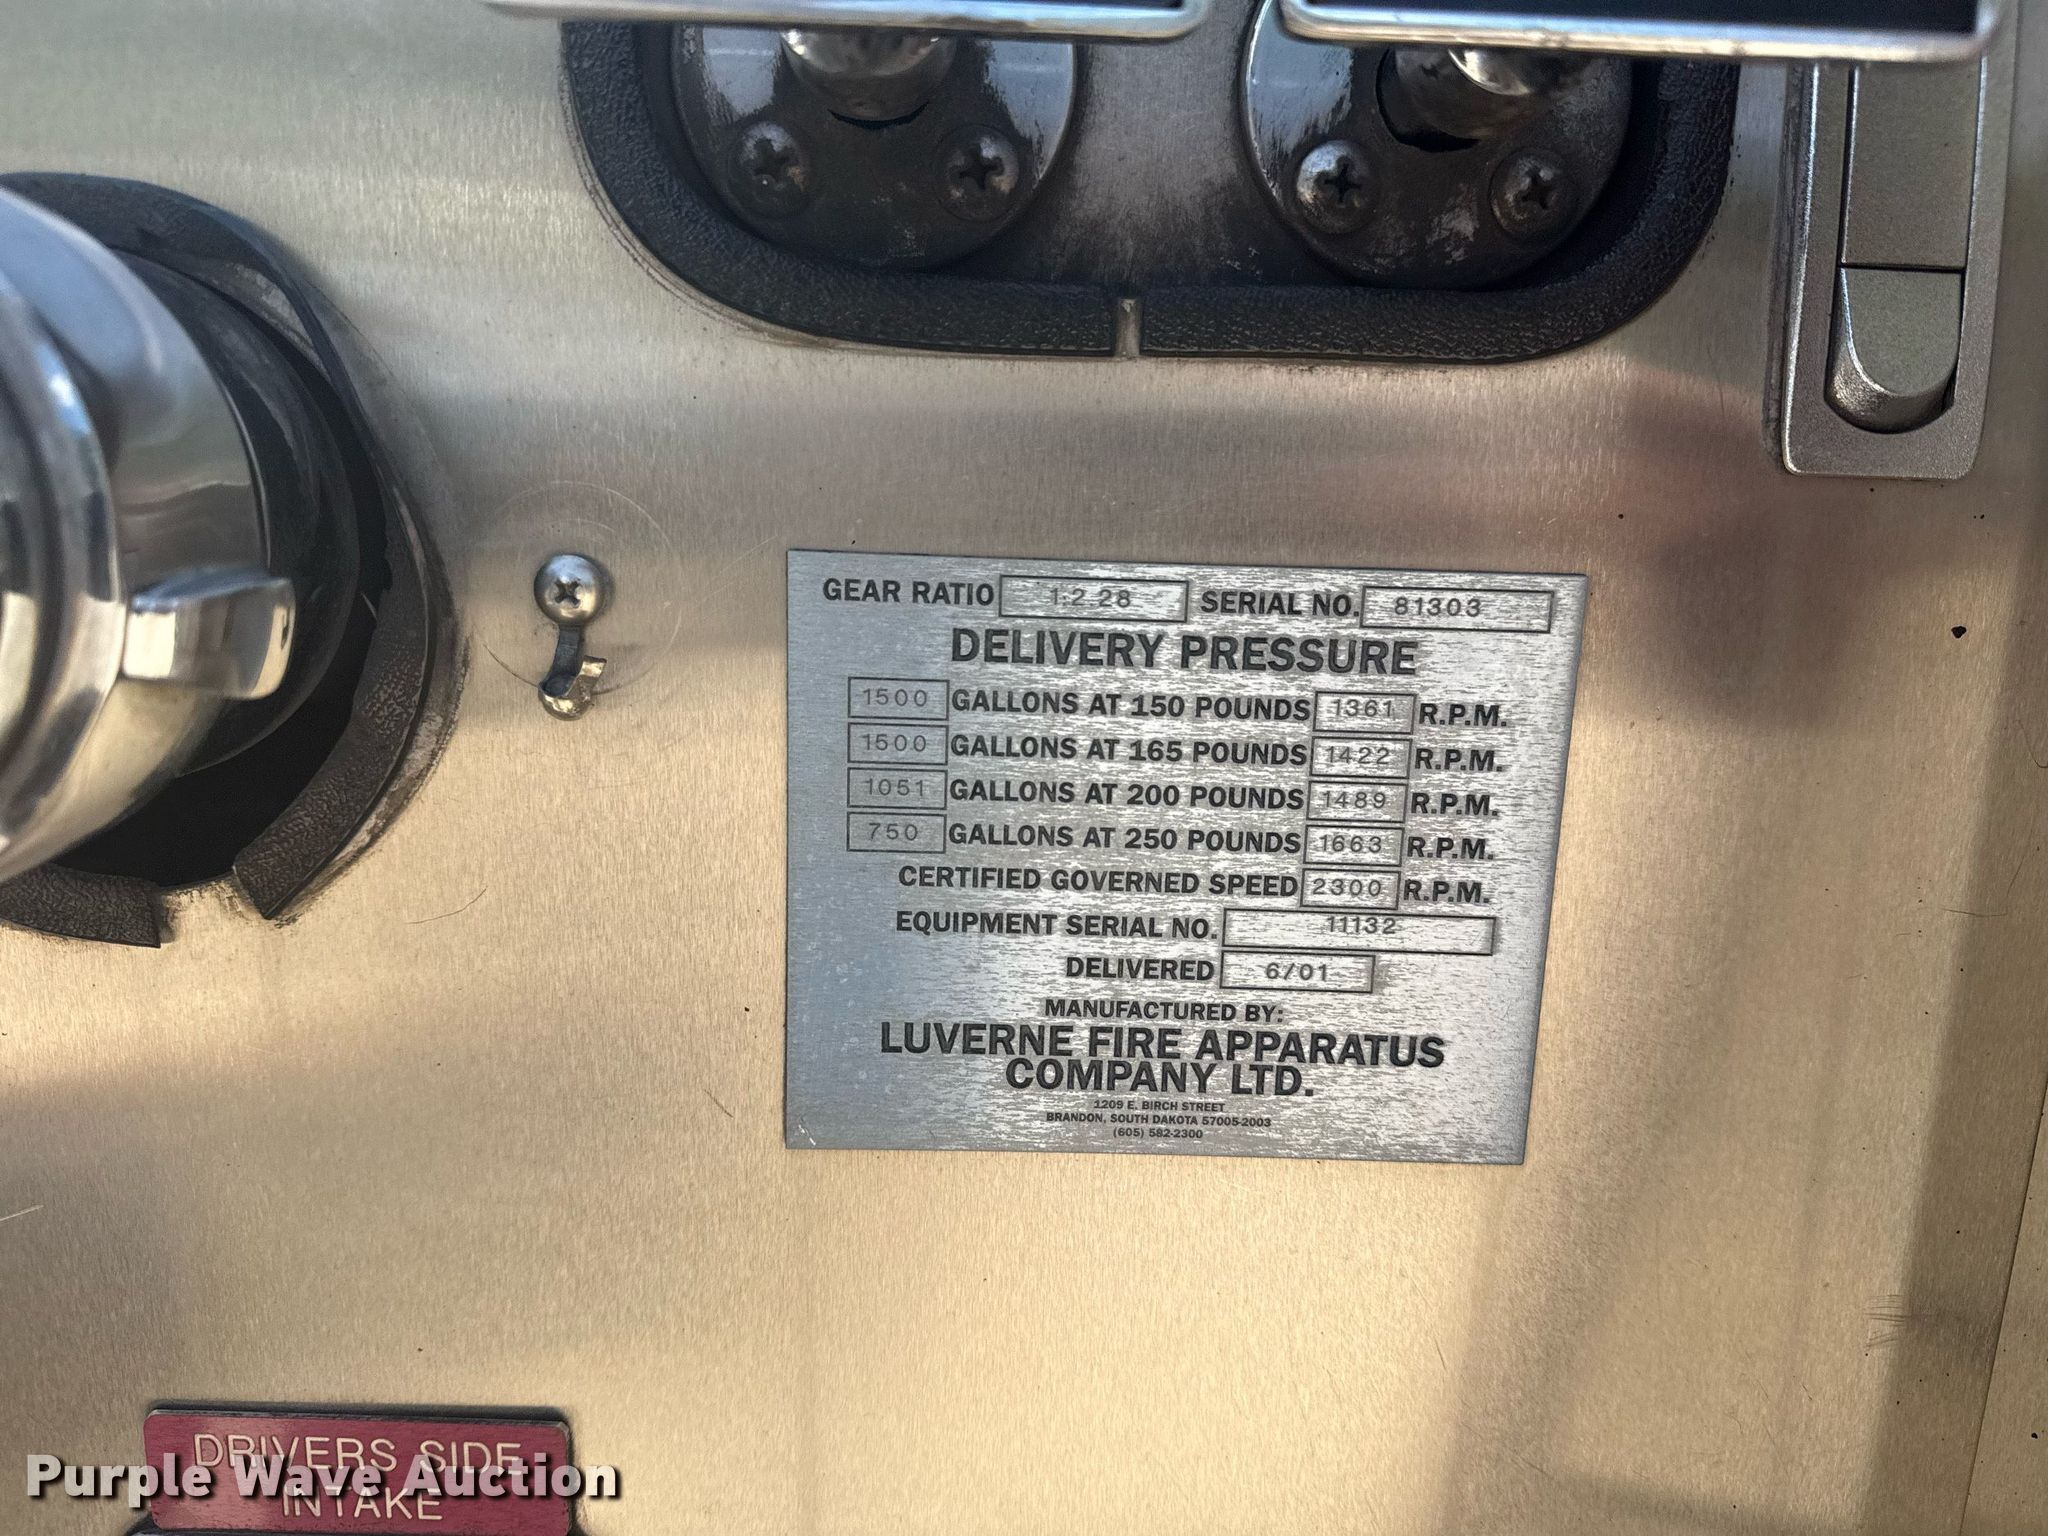 GEAR RATIO 1:2 28 SERIAL NO. 81303
DELIVERY PRESSURE
1500 GALLONS AT 150 POUNDS 1361 R.P.M.
1500 GALLONS AT 165 POUNDS 1422 R.P.M.
1051 GALLONS AT 200 POUNDS 1489 R.P.M.
750 GALLONS AT 250 POUNDS 1663 R.P.M.
CERTIFIED GOVERNED SPEED 2300 R.P.M.
EQUIPMENT SERIAL NO. 11132
DELIVERED 6/01
MANUFACTURED BY:
LUVERNE FIRE APPARATUS
COMPANY LTD.
1209 E. BIRCH STREET
BRANDON, SOUTH DAKOTA 57005-2003
(605) 582-2300
DRIVERS SIDE
INTAKE
Purple Wave Auction